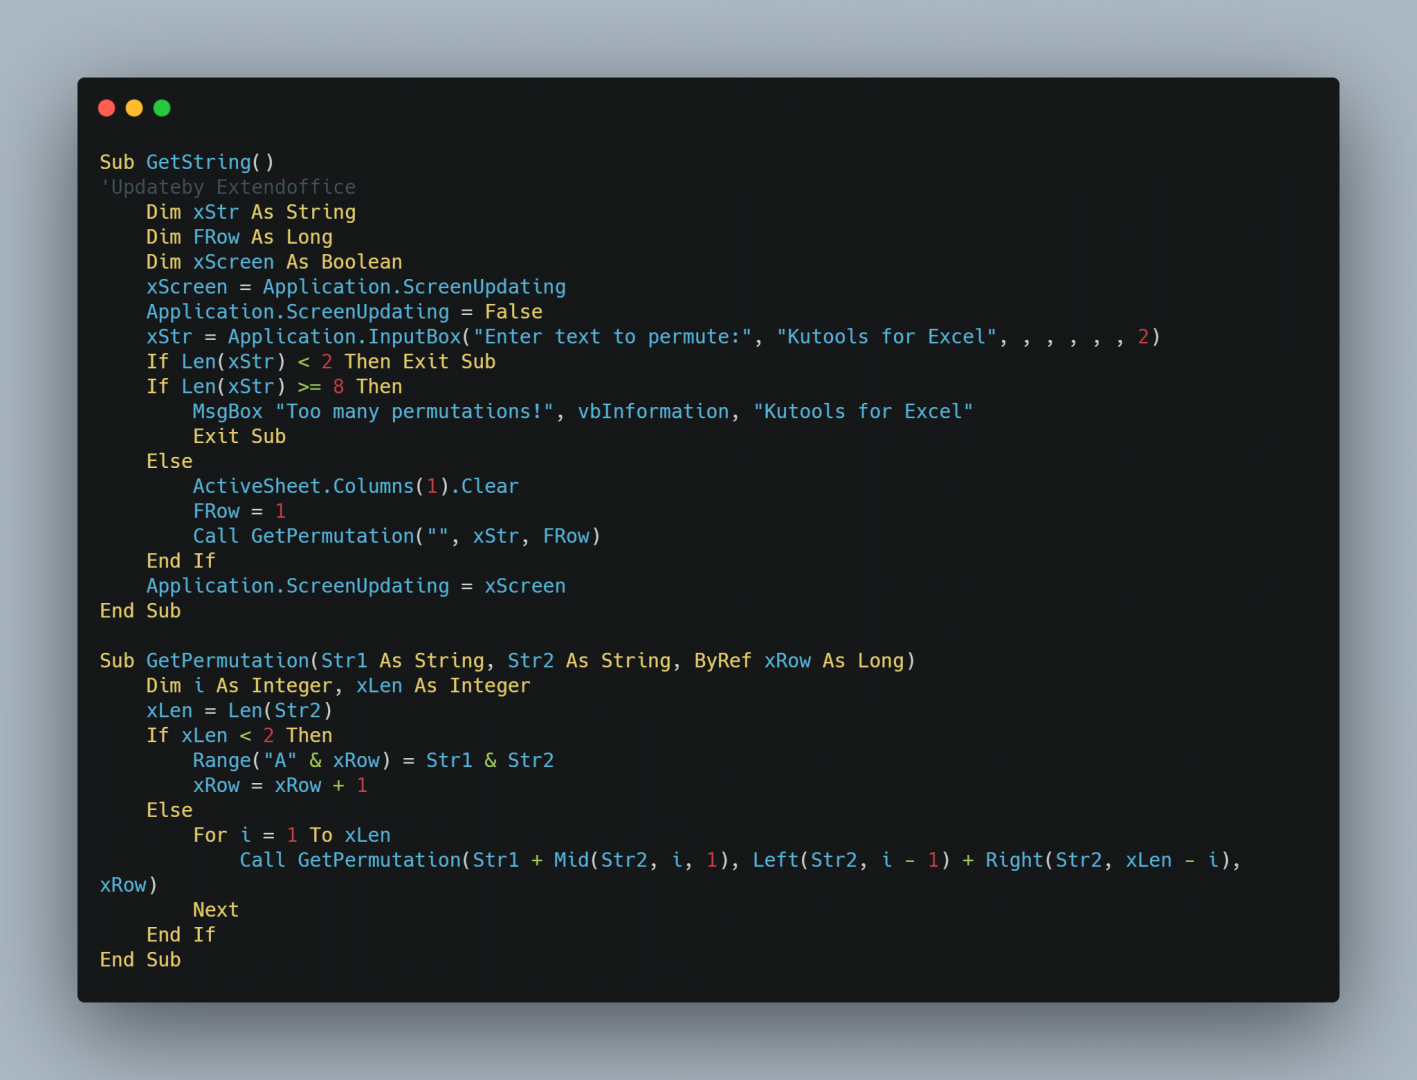 Sub GetString()
'Updateby Extendoffice
    Dim xStr As String
    Dim FRow As Long
    Dim xScreen As Boolean
    xScreen = Application.ScreenUpdating
    Application.ScreenUpdating = False
    xStr = Application.InputBox("Enter text to permute:", "Kutools for Excel", , , , , , 2)
    If Len(xStr) < 2 Then Exit Sub
    If Len(xStr) >= 8 Then
        MsgBox "Too many permutations!", vbInformation, "Kutools for Excel"
        Exit Sub
    Else
        ActiveSheet.Columns(1).Clear
        FRow = 1
        Call GetPermutation("", xStr, FRow)
    End If
    Application.ScreenUpdating = xScreen
End Sub

Sub GetPermutation(Str1 As String, Str2 As String, ByRef xRow As Long)
    Dim i As Integer, xLen As Integer
    xLen = Len(Str2)
    If xLen < 2 Then
        Range("A" & xRow) = Str1 & Str2
        xRow = xRow + 1
    Else
        For i = 1 To xLen
            Call GetPermutation(Str1 + Mid(Str2, i, 1), Left(Str2, i - 1) + Right(Str2, xLen - i),
xRow)
        Next
    End If
End Sub